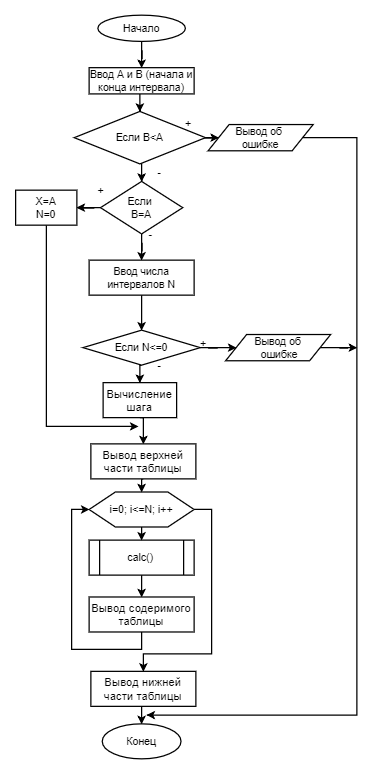 Начало
Ввод A и B (начала и
конца интервала)
Если B<A
+
Вывод об
ошибке
-
Если
B=A
+
X=A
N=0
-
Ввод числа
интервалов N
Если N<=0
+
Вывод об
ошибке
-
Вычисление
шага
Вывод верхней
части таблицы
i=0; i<=N; i++
calc()
Вывод содеримого
таблицы
Вывод нижней
части таблицы
Конец